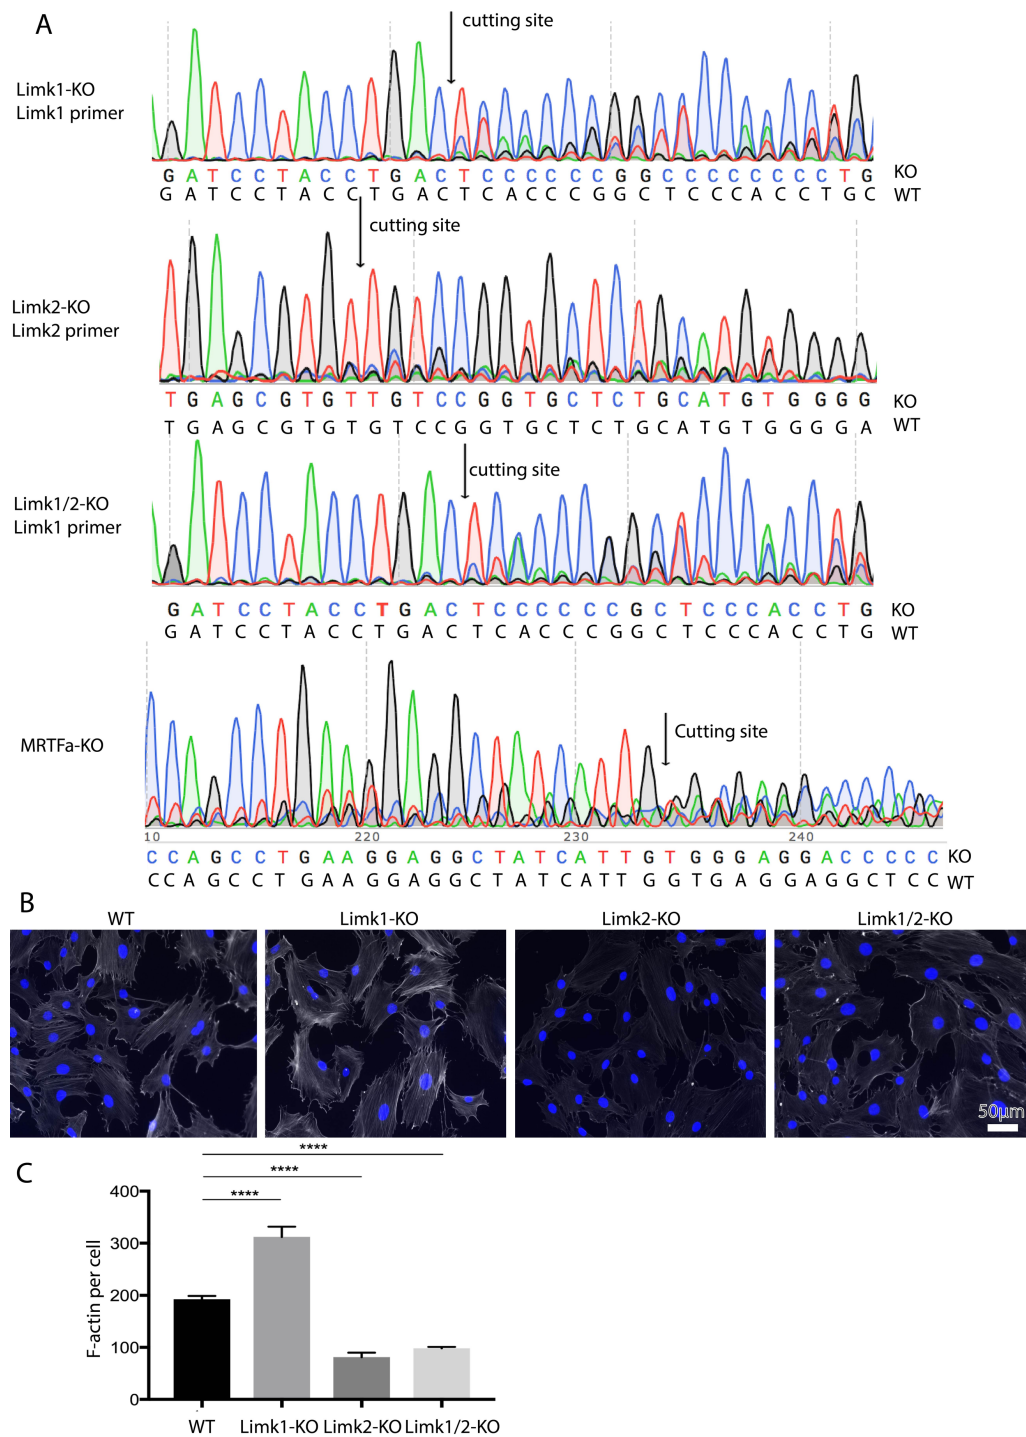 A
cutting site
Limk1-KO
Limk1 primer
G A T C C T A C C T G A C T C C C C C C G G C C C C C C C C T G KO
G A T C C T A C C T G A C T C A C C C G G C T C C C A C C T G C WT
cutting site
Limk2-KO
Limk2 primer
T G A G C G T G T T G T C C G G T G C T C T G C A T G T G G G G KO
T G A G C G T G T G T C C G G T G C T C T G C A T G T G G G G A WT
cutting site
Limk1/2-KO
Limk1 primer
G A T C C T A C C T G A C T C C C C C C G C T C C C A C C T G KO
G A T C C T A C C T G A C T C A C C C G G C T C C C A C C T G WT
Cutting site
MRTFa-KO
10 220 230 240
C C A G C C T G A A G G A G G C T A T C A T T G T G G G A G G A C C C C C KO
C C A G C C T G A A G G A G G C T A T C A T T G G T G A G G A G G C T C C WT
B
WT Limk1-KO Limk2-KO Limk1/2-KO
50µm
C
****
****
****
400
300
200
100
0
F-actin per cell
WT Limk1-KO Limk2-KO Limk1/2-KO